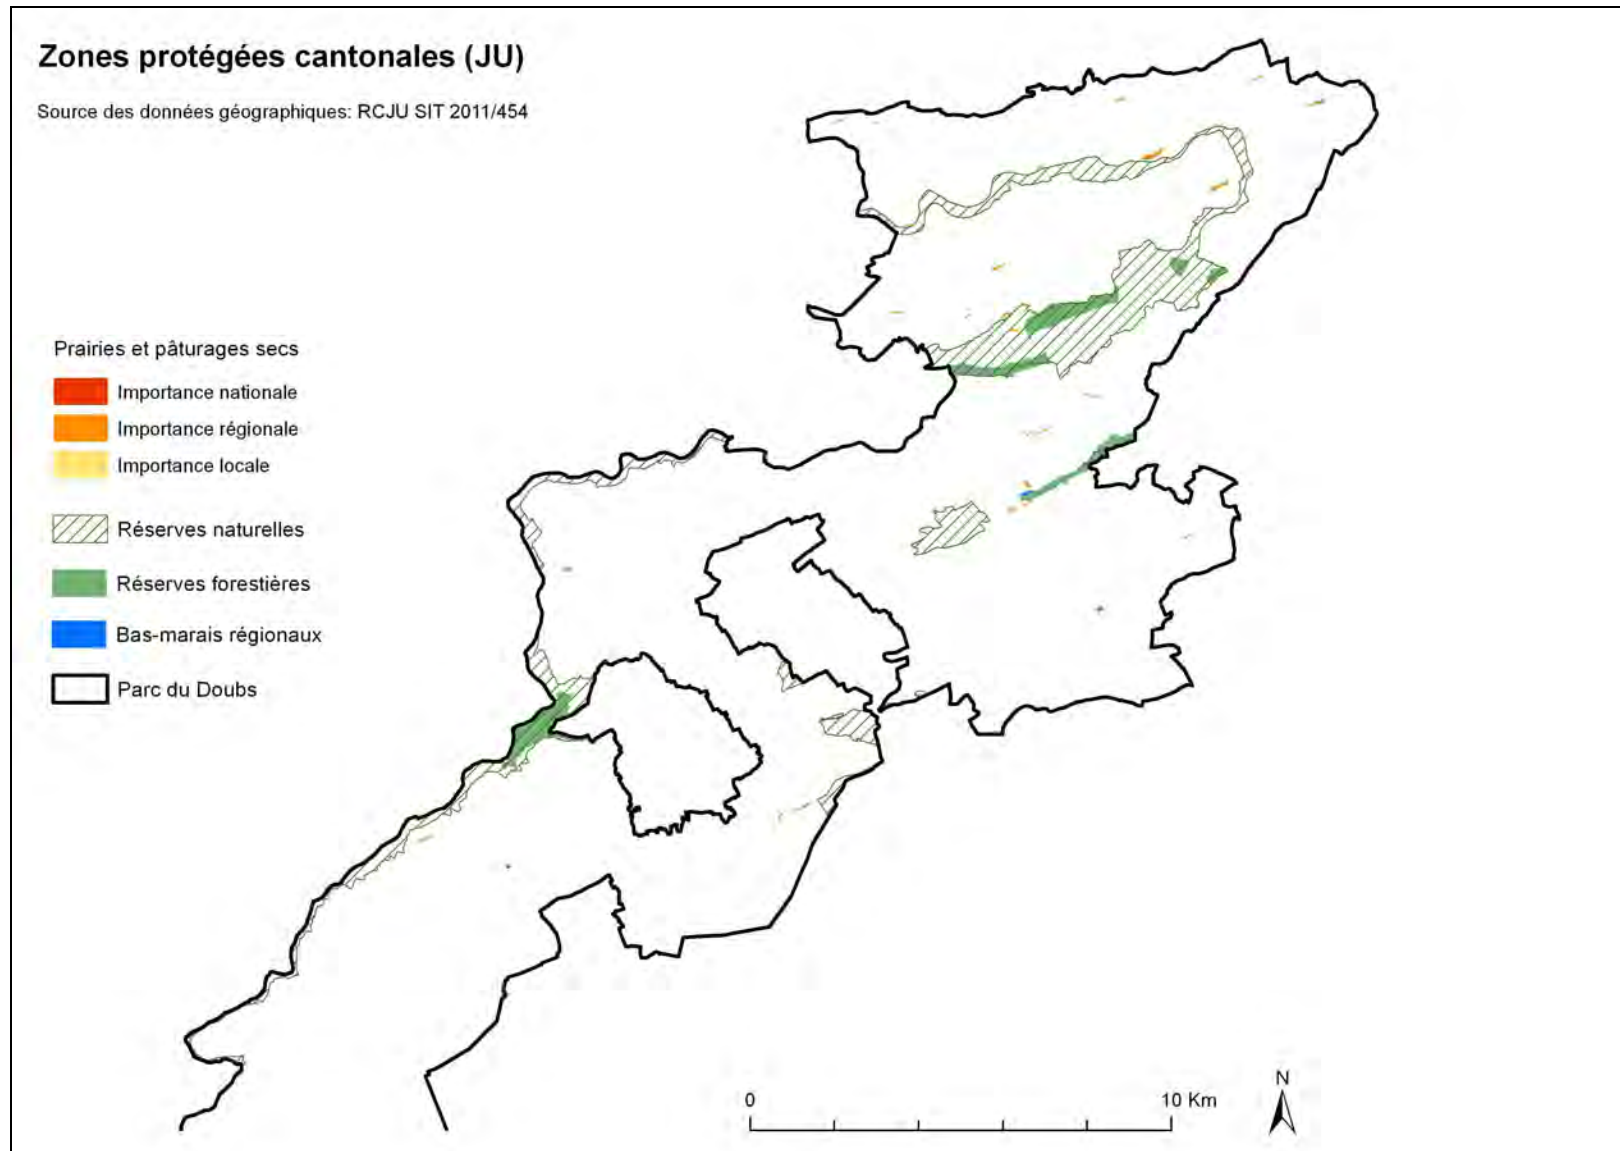 Zones protégées cantonales (JU)
Source des données géographiques: RCJU SIT 2011/454
Prairies et pâturages secs
Importance nationale
Importance régionale
Importance locale
Réserves naturelles
Réserves forestières
Bas-marais régionaux
Parc du Doubs
N
0 10 Km